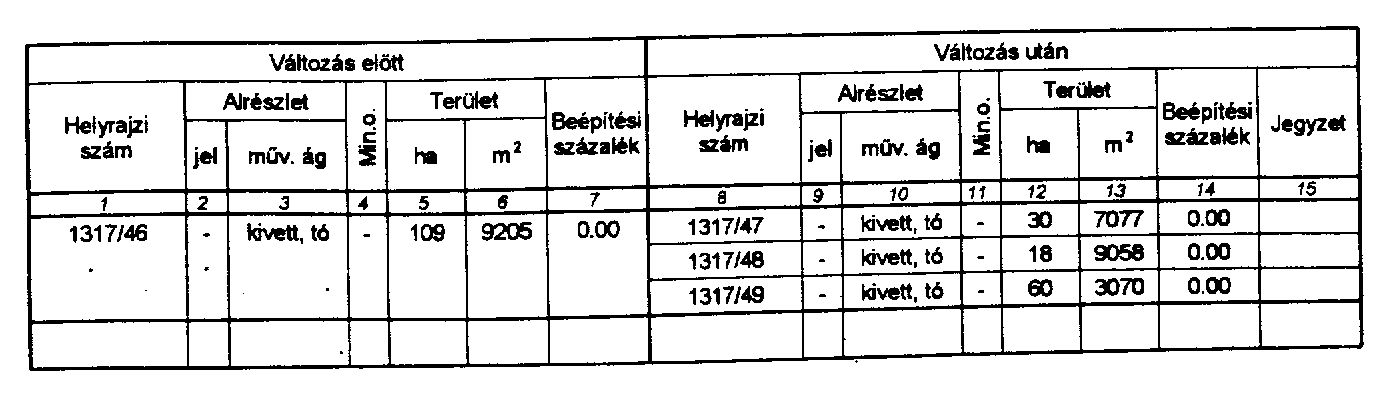 Változás előtt Változás után
Helyrajzi szám Alrészlet Min.o. Terület Beépítési százalék Helyrajzi szám Alrészlet Min.o. Terület Beépítési százalék Jegyzet
jel műv. ág ha m² jel műv. ág ha m²
1 2 3 4 5 6 7 8 9 10 11 12 13 14 15
1317/46 - kivett, tó - 109 9205 0.00 1317/47 - kivett, tó - 30 7077 0.00
1317/48 - kivett, tó - 18 9058 0.00
1317/49 - kivett, tó - 60 3070 0.00